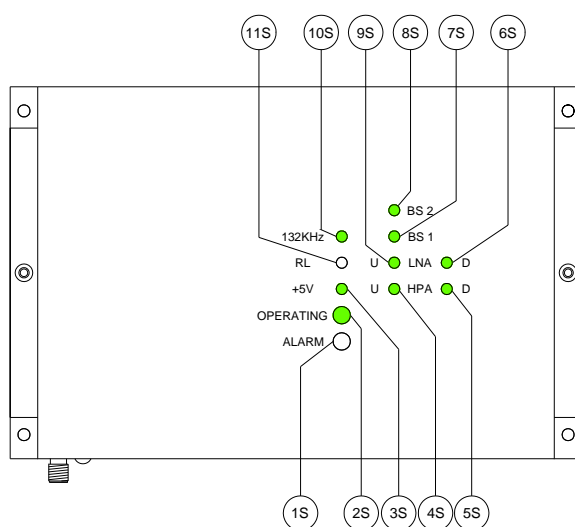 11S 10S 9S 8S 7S 6S
BS 2
132KHz BS 1
RL U LNA D
+5V U HPA D
OPERATING
ALARM
1S 2S 3S 4S 5S